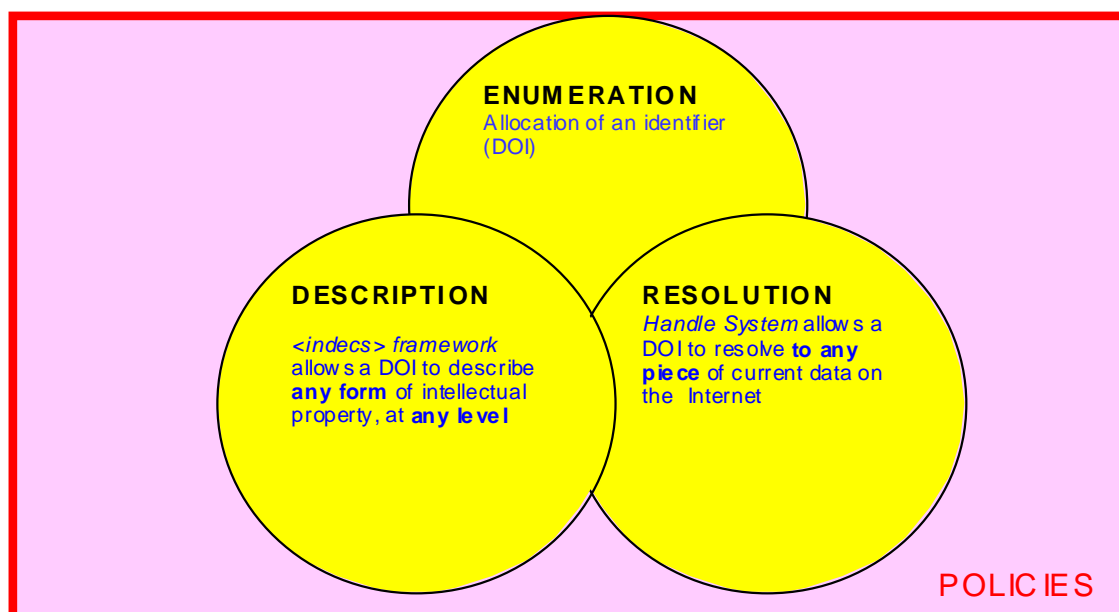 ENUMERATION
Allocation of an identifier
(DOI)
DESCRIPTION
<indecs> framework
allows a DOI to describe
any form of intellectual
property, at any level
RESOLUTION
Handle System allows a
DOI to resolve to any
piece of current data on
the Internet
POLICIES